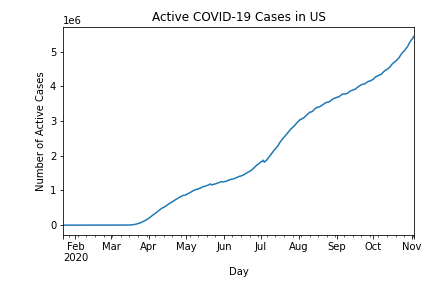 Active COVID-19 Cases in US
1e6
Number of Active Cases
5
4
3
2
1
0
Feb Mar Apr May Jun Jul Aug Sep Oct Nov
2020
Day